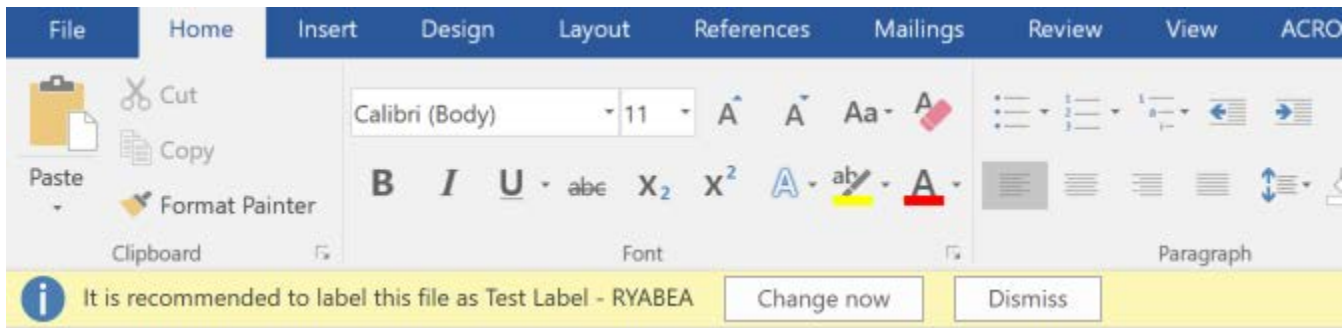 File Home Insert Design Layout References Mailings Review View ACRO
Cut
Calibri (Body) 11 A A Aa A
Copy
Paste
B I U abc X2 X² A ab A
Format Painter
Clipboard Font Paragraph
It is recommended to label this file as Test Label - RYABEA Change now Dismiss